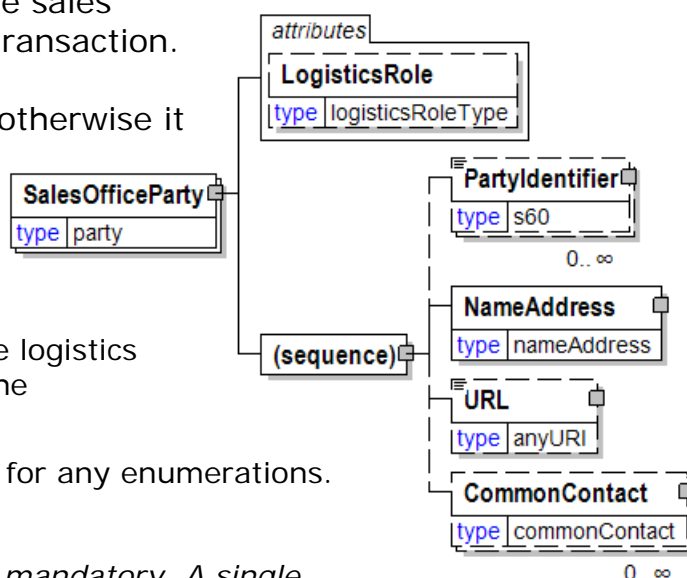 e sales
ransaction.
otherwise it
e logistics
ne
for any enumerations.
mandatory. A single
attributes
LogisticsRole
type logisticsRoleType
SalesOfficeParty
type party
(sequence)
PartyIdentifier
type s60
0.. ∞
NameAddress
type nameAddress
URL
type anyURI
CommonContact
type commonContact
0.. ∞